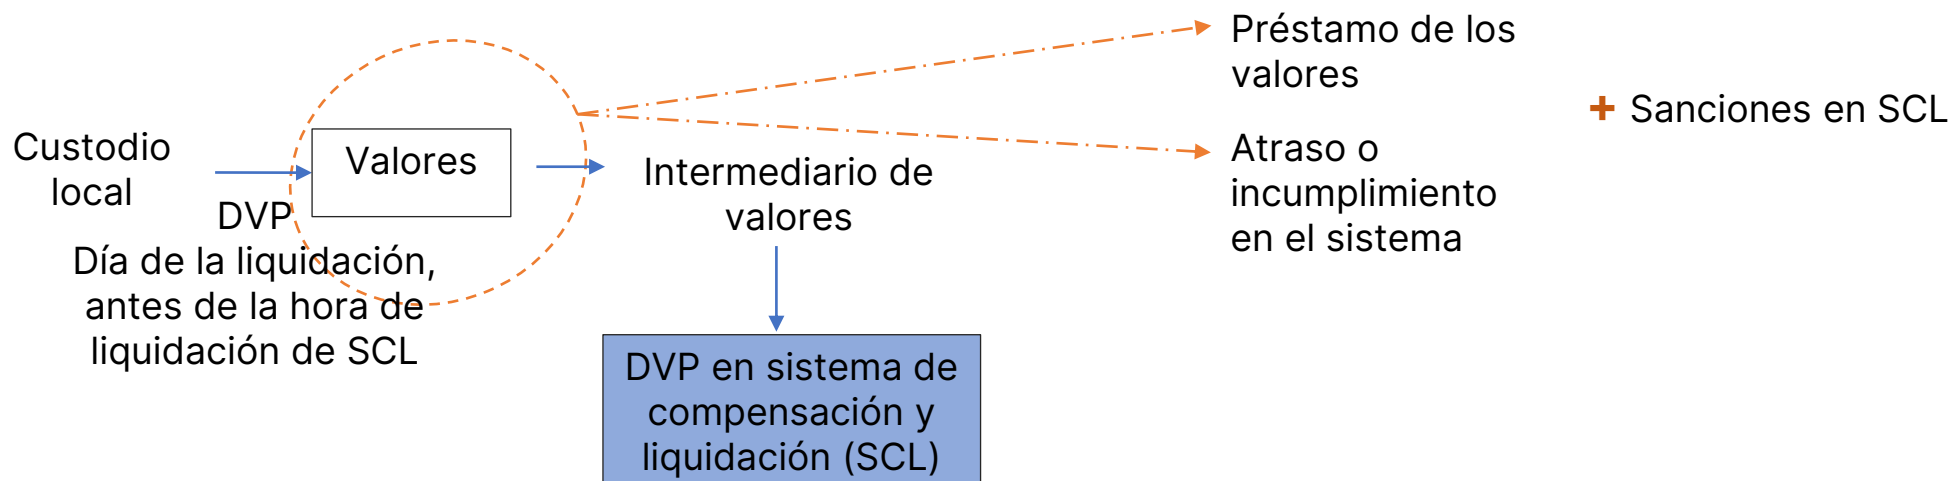 Custodio
local
DVP
Día de la liquidación,
antes de la hora de
liquidación de SCL
Valores
Intermediario de
valores
DVP en sistema de
compensación y
liquidación (SCL)
Préstamo de los
valores
Atraso o
incumplimiento
en el sistema
+ Sanciones en SCL